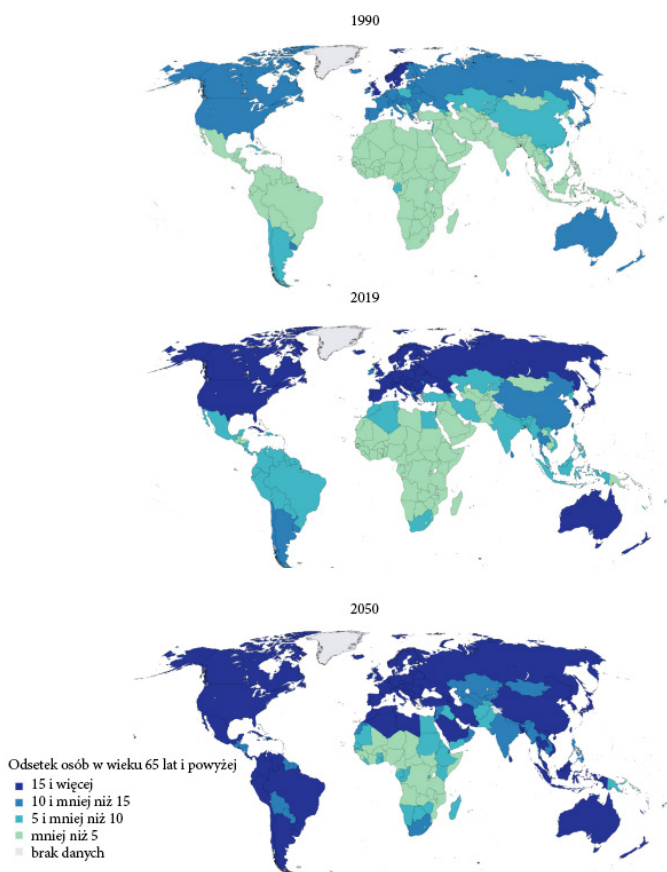 1990
2019
2050
Odsetek osób w wieku 65 lat i powyżej
15 i więcej
10 i mniej niż 15
5 i mniej niż 10
mniej niż 5
brak danych